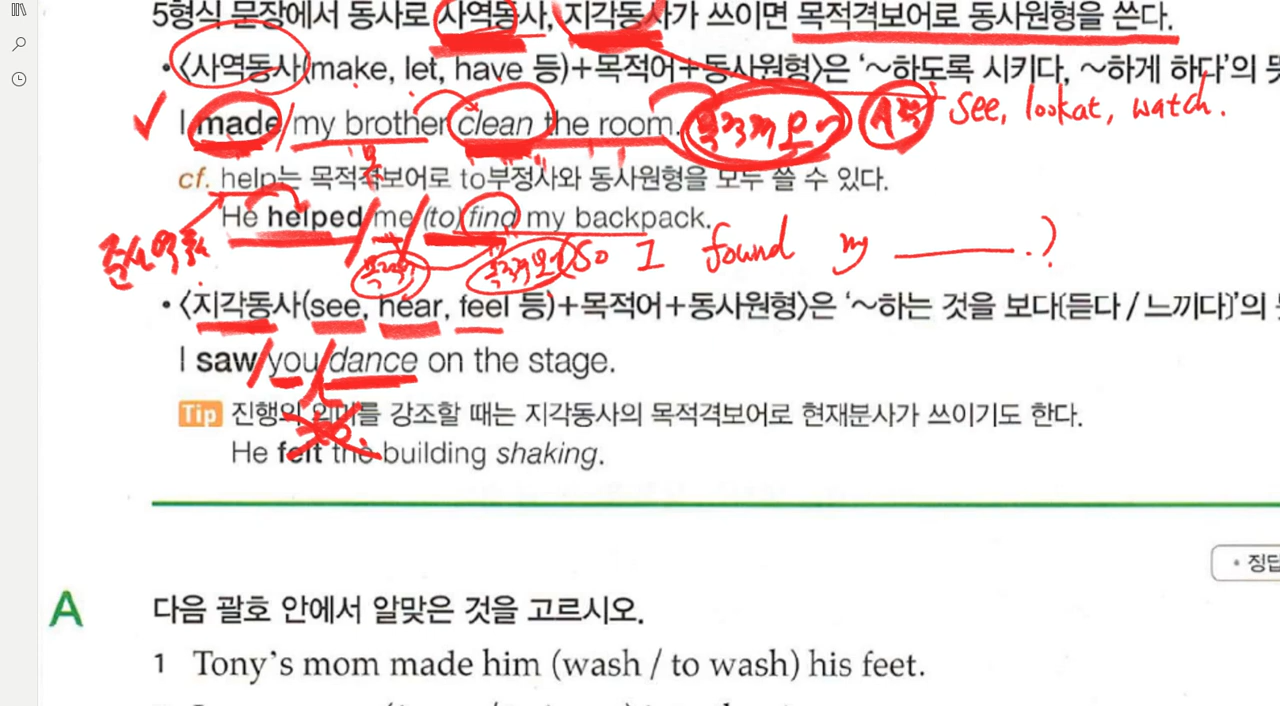 5형식 문장에서 동사로 사역동사, 지각동사가 쓰이면 목적격보어로 동사원형을 쓴다.
• 〈사역동사(make, let, have 등)+목적어+동사원형〉은 ‘～하도록 시키다, ～하게 하다’의
see, look at, watch.
I made my brother clean the room. 목적격보어 시각
목
cf. help는 목적격보어로 to부정사와 동사원형을 모두 쓸 수 있다.
He helped me (to) find my backpack.
준사역동사
목적어 목적격보어 (So I found my ______.?
• 〈지각동사(see, hear, feel 등)+목적어+동사원형〉은 ‘～하는 것을 보다(듣다 / 느끼다)’의
I saw you dance on the stage.
to.
Tip 진행의 의미를 강조할 때는 지각동사의 목적격보어로 현재분사가 쓰이기도 한다.
He felt the building shaking.
• 정답
A 다음 괄호 안에서 알맞은 것을 고르시오.
1 Tony’s mom made him (wash / to wash) his feet.